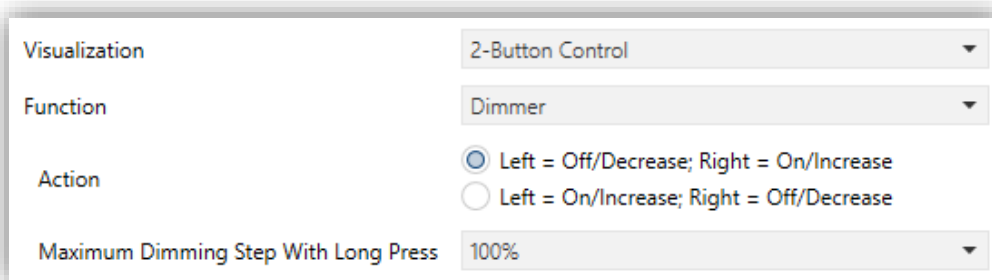 Visualization 2-Button Control
Function Dimmer
Action
Left = Off/Decrease; Right = On/Increase
Left = On/Increase; Right = Off/Decrease
Maximum Dimming Step With Long Press 100%